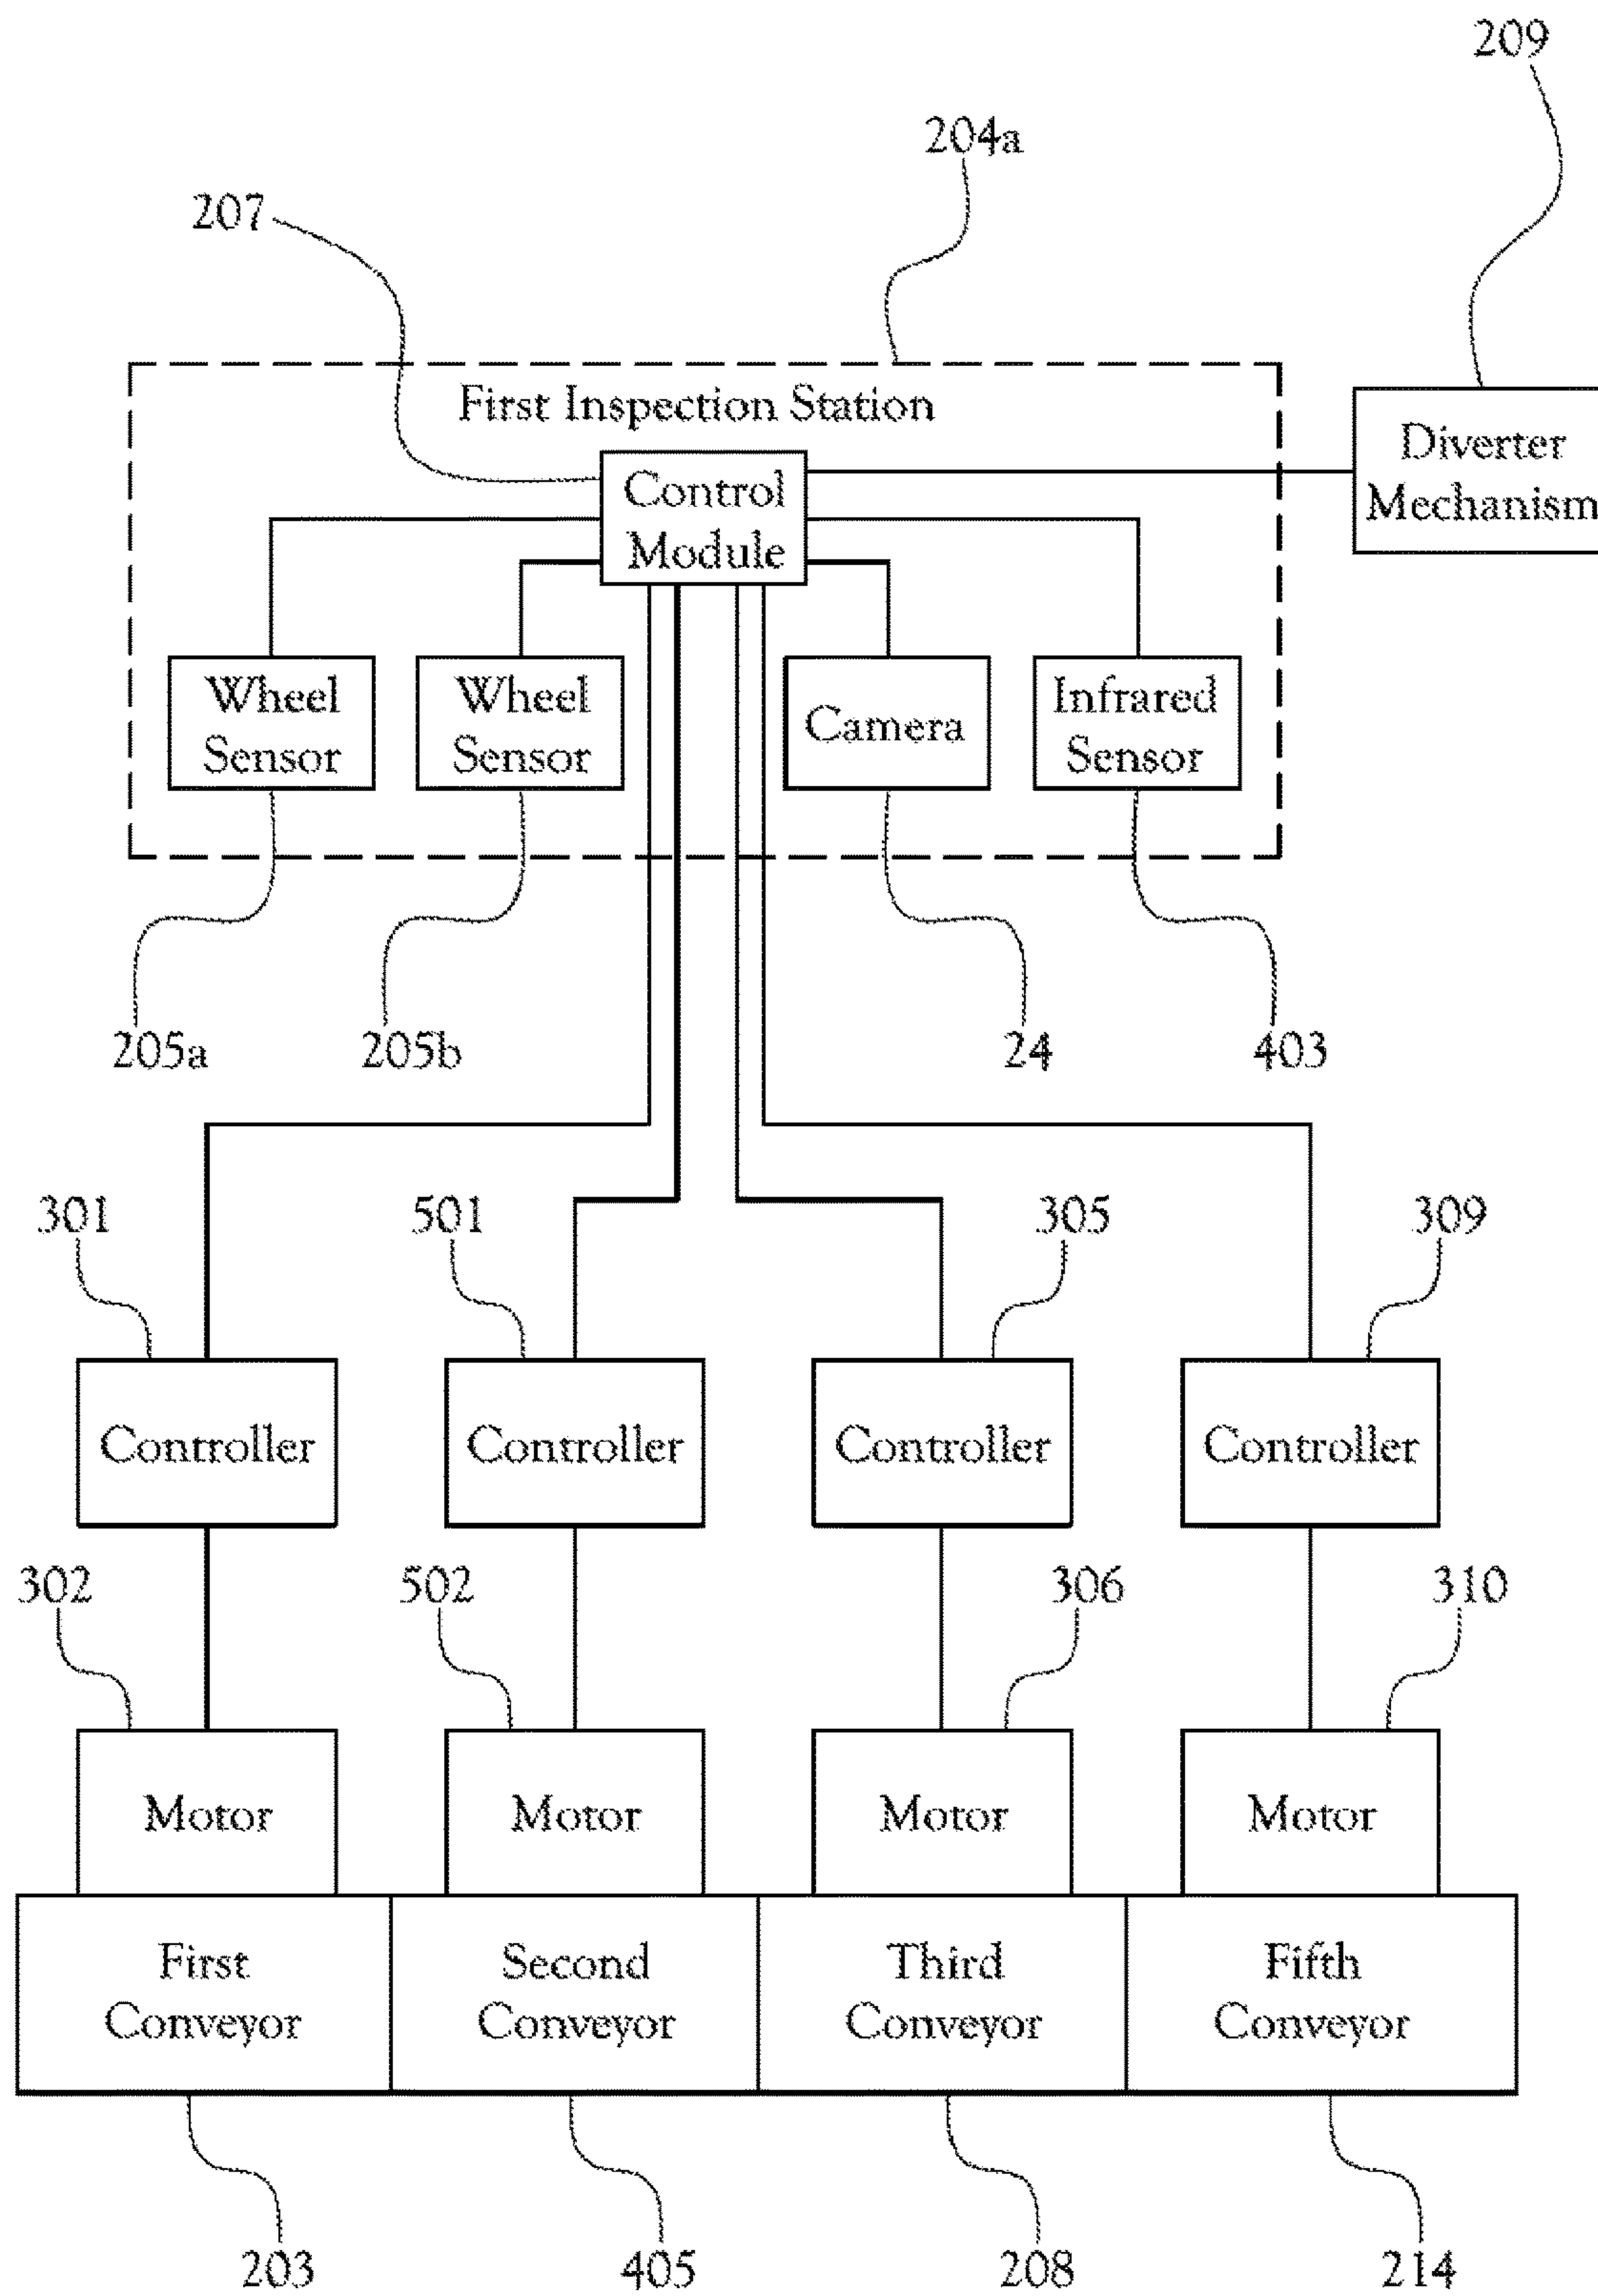 209
204a
207
First Inspection Station
Control
Module
Diverter
Mechanism
Wheel
Sensor
Wheel
Sensor
Camera
Infrared
Sensor
205a
205b
24
403
301
501
305
309
Controller
Controller
Controller
Controller
302
502
306
310
Motor
Motor
Motor
Motor
First
Conveyor
Second
Conveyor
Third
Conveyor
Fifth
Conveyor
203
405
208
214